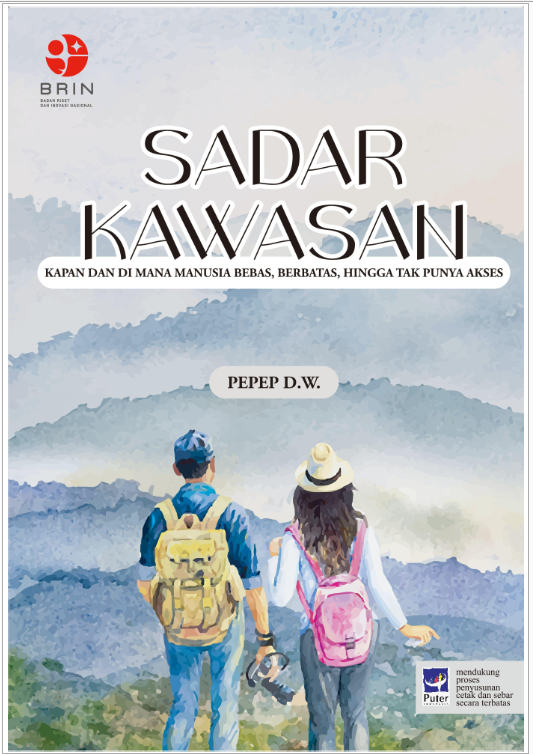 BRIN
BADAN RISET
DAN INOVASI NASIONAL
SADAR
KAWASAN
KAPAN DAN DI MANA MANUSIA BEBAS, BERBATAS, HINGGA TAK PUNYA AKSES
PEPEP D.W.
Puter
INDONESIA
mendukung
proses
penyusunan
cetak dan sebar
secara terbatas